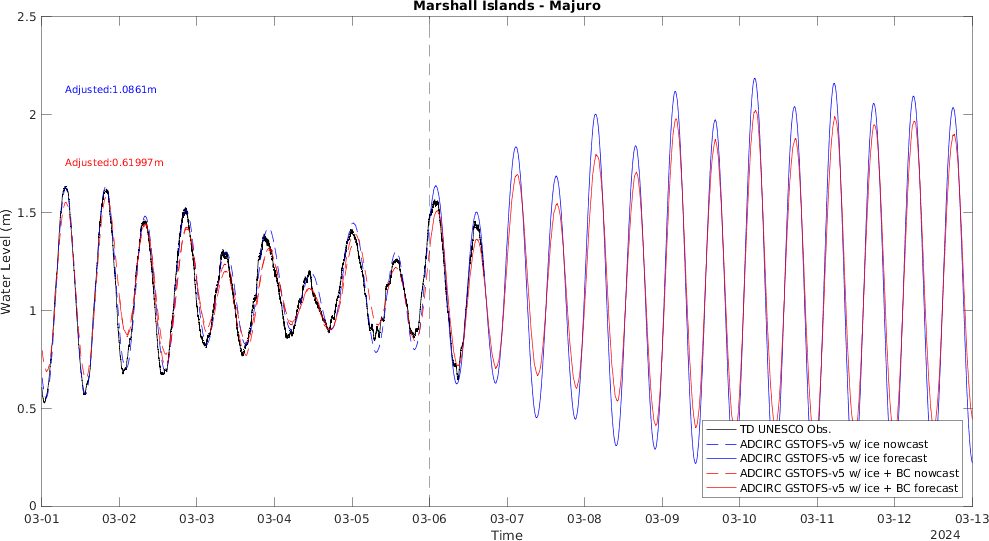 Marshall Islands - Majuro
2.5
Adjusted:1.0861m
2
Adjusted:0.61997m
1.5
Water Level (m)
1
0.5
TD UNESCO Obs.
ADCIRC GSTOFS-v5 w/ ice nowcast
ADCIRC GSTOFS-v5 w/ ice forecast
ADCIRC GSTOFS-v5 w/ ice + BC nowcast
ADCIRC GSTOFS-v5 w/ ice + BC forecast
0
03-01 03-02 03-03 03-04 03-05 03-06 03-07 03-08 03-09 03-10 03-11 03-12 03-13
Time
2024